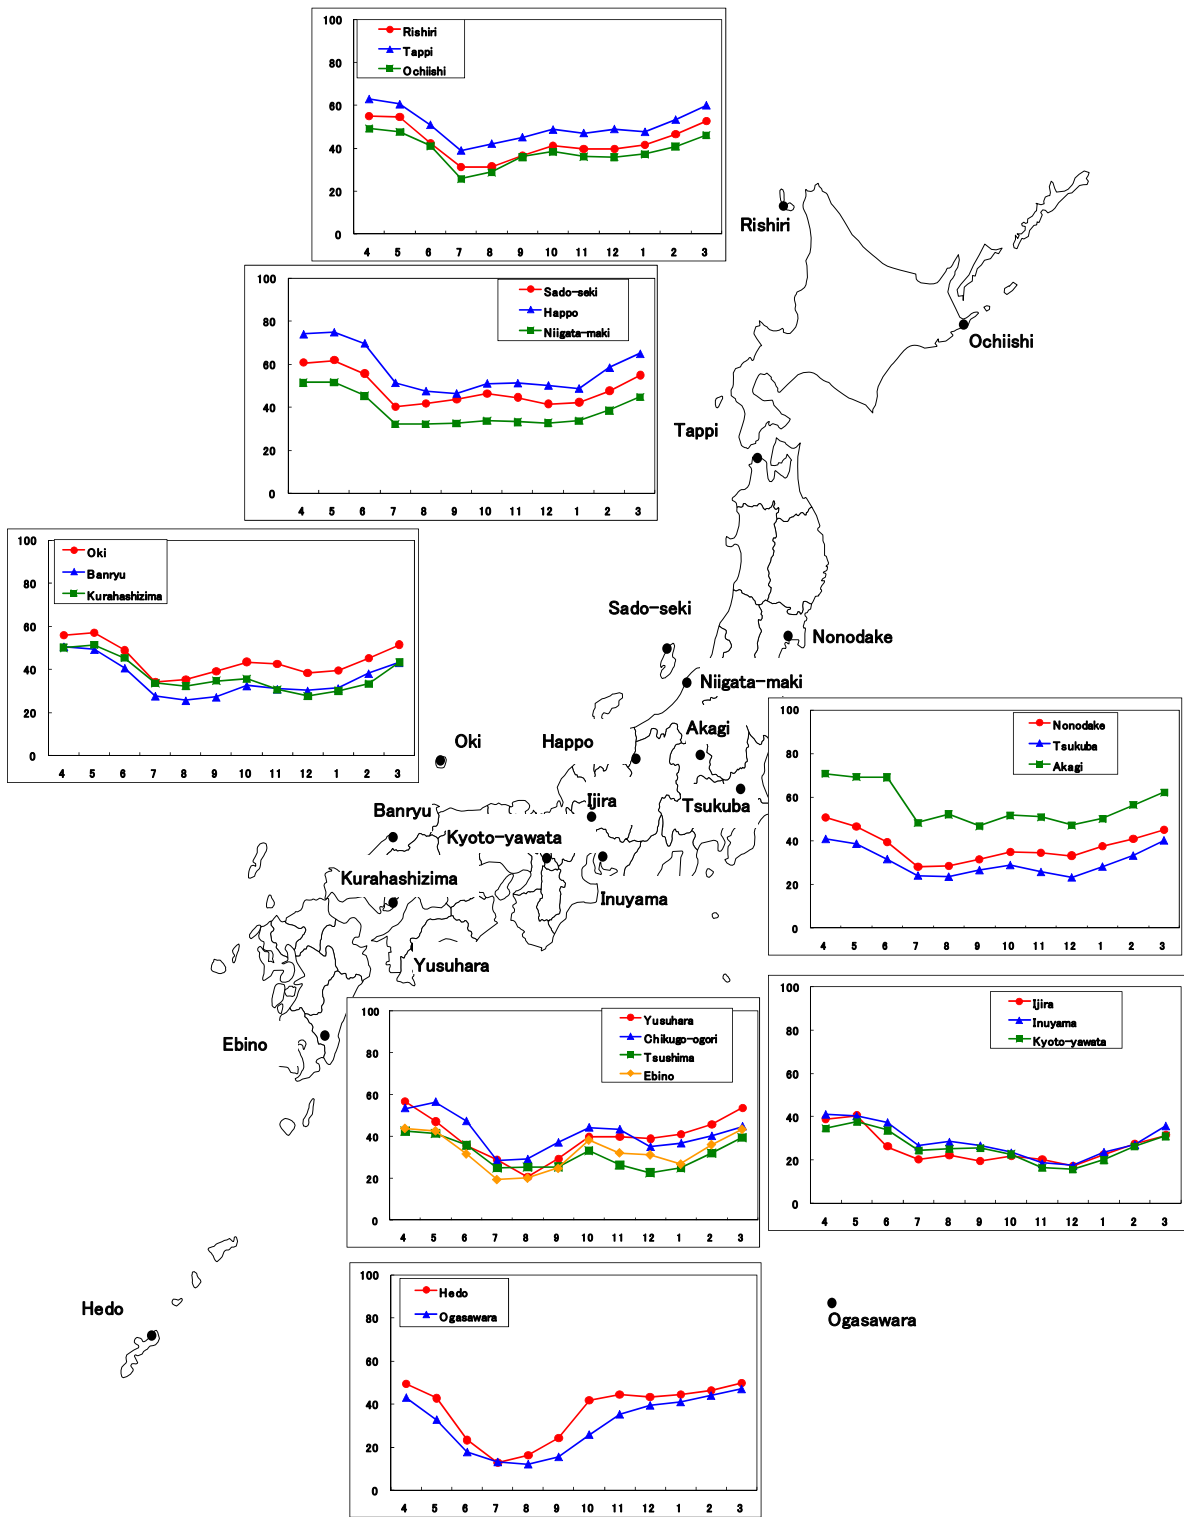 100
80
60
40
20
0
Rishiri
Tappi
Ochiishi
4 5 6 7 8 9 10 11 12 1 2 3
Rishiri
Ochiishi
100
80
60
40
20
0
Sado-seki
Happo
Niigata-maki
4 5 6 7 8 9 10 11 12 1 2 3
Tappi
100
80
60
40
20
0
Oki
Banryu
Kurahashizima
4 5 6 7 8 9 10 11 12 1 2 3
Sado-seki
Nonodake
Niigata-maki
Akagi
Oki
Happo
Ijira
Tsukuba
Banryu
Kyoto-yawata
Kurahashizima
Inuyama
Yusuhara
Ebino
100
80
60
40
20
0
Nonodake
Tsukuba
Akagi
4 5 6 7 8 9 10 11 12 1 2 3
100
80
60
40
20
0
Ijira
Inuyama
Kyoto-yawata
4 5 6 7 8 9 10 11 12 1 2 3
100
80
60
40
20
0
Yusuhara
Chikugo-ogori
Tsushima
Ebino
4 5 6 7 8 9 10 11 12 1 2 3
Hedo
Ogasawara
100
80
60
40
20
0
Hedo
Ogasawara
4 5 6 7 8 9 10 11 12 1 2 3